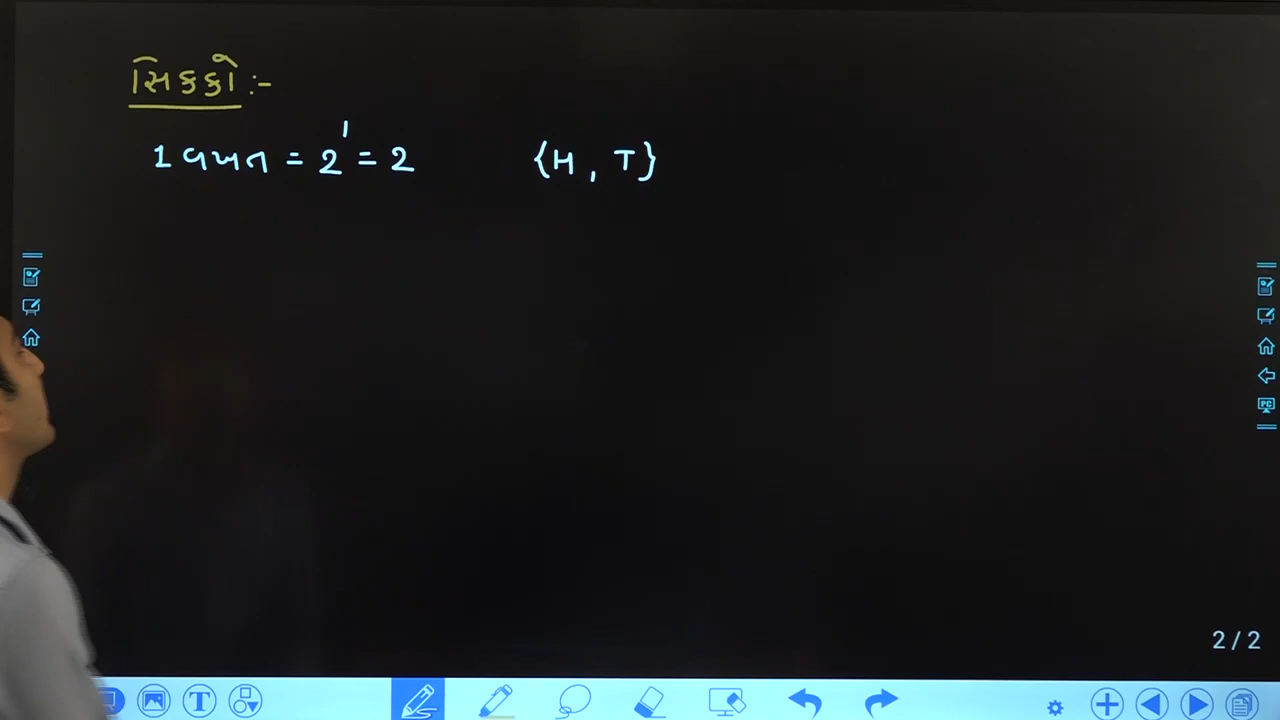 સિક્કો :-
1 વખત = 2¹ = 2 {H, T}
2/2